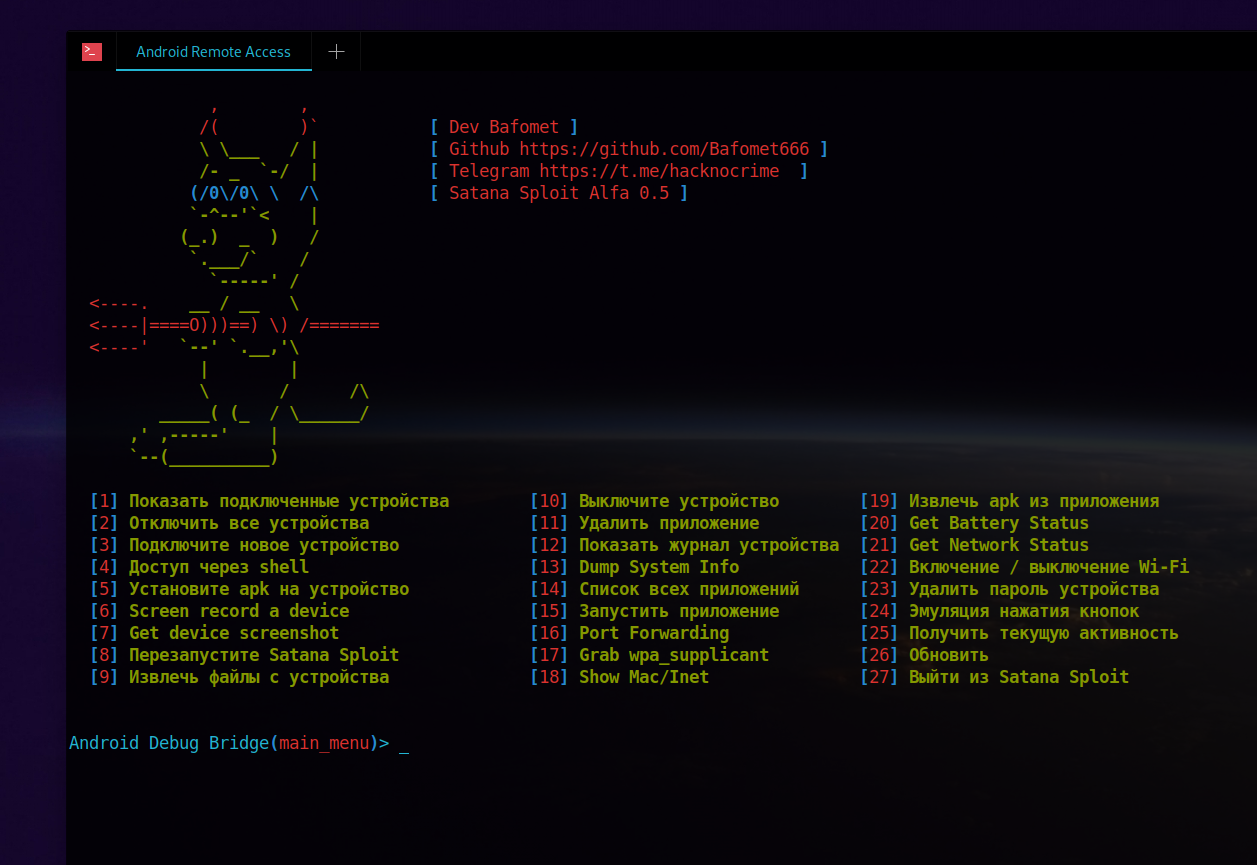 Android Remote Access
[ Dev Bafomet ]
[ Github https://github.com/Bafomet666 ]
[ Telegram https://t.me/hacknocrime  ]
[ Satana Sploit Alfa 0.5 ]
[1] Показать подключенные устройства [10] Выключите устройство [19] Извлечь apk из приложения
[2] Отключить все устройства [11] Удалить приложение [20] Get Battery Status
[3] Подключите новое устройство [12] Показать журнал устройства [21] Get Network Status
[4] Доступ через shell [13] Dump System Info [22] Включение / выключение Wi-Fi
[5] Установите apk на устройство [14] Список всех приложений [23] Удалить пароль устройства
[6] Screen record a device [15] Запустить приложение [24] Эмуляция нажатия кнопок
[7] Get device screenshot [16] Port Forwarding [25] Получить текущую активность
[8] Перезапустите Satana Sploit [17] Grab wpa_supplicant [26] Обновить
[9] Извлечь файлы с устройства [18] Show Mac/Inet [27] Выйти из Satana Sploit
Android Debug Bridge(main_menu)> _